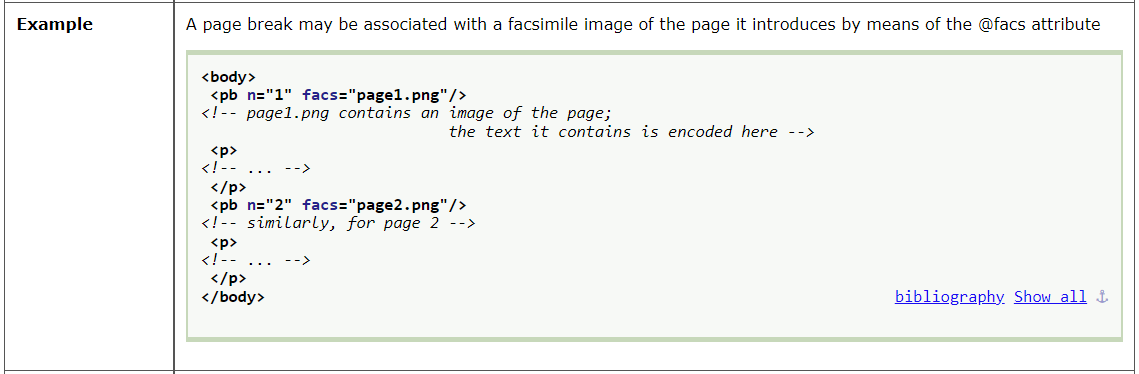 Example
A page break may be associated with a facsimile image of the page it introduces by means of the @facs attribute
<body>
 <pb n="1" facs="page1.png"/>
<!-- page1.png contains an image of the page;
                           the text it contains is encoded here -->
 <p>
<!-- ... -->
 </p>
 <pb n="2" facs="page2.png"/>
<!-- similarly, for page 2 -->
 <p>
<!-- ... -->
 </p>
</body>
bibliography Show all ⚓